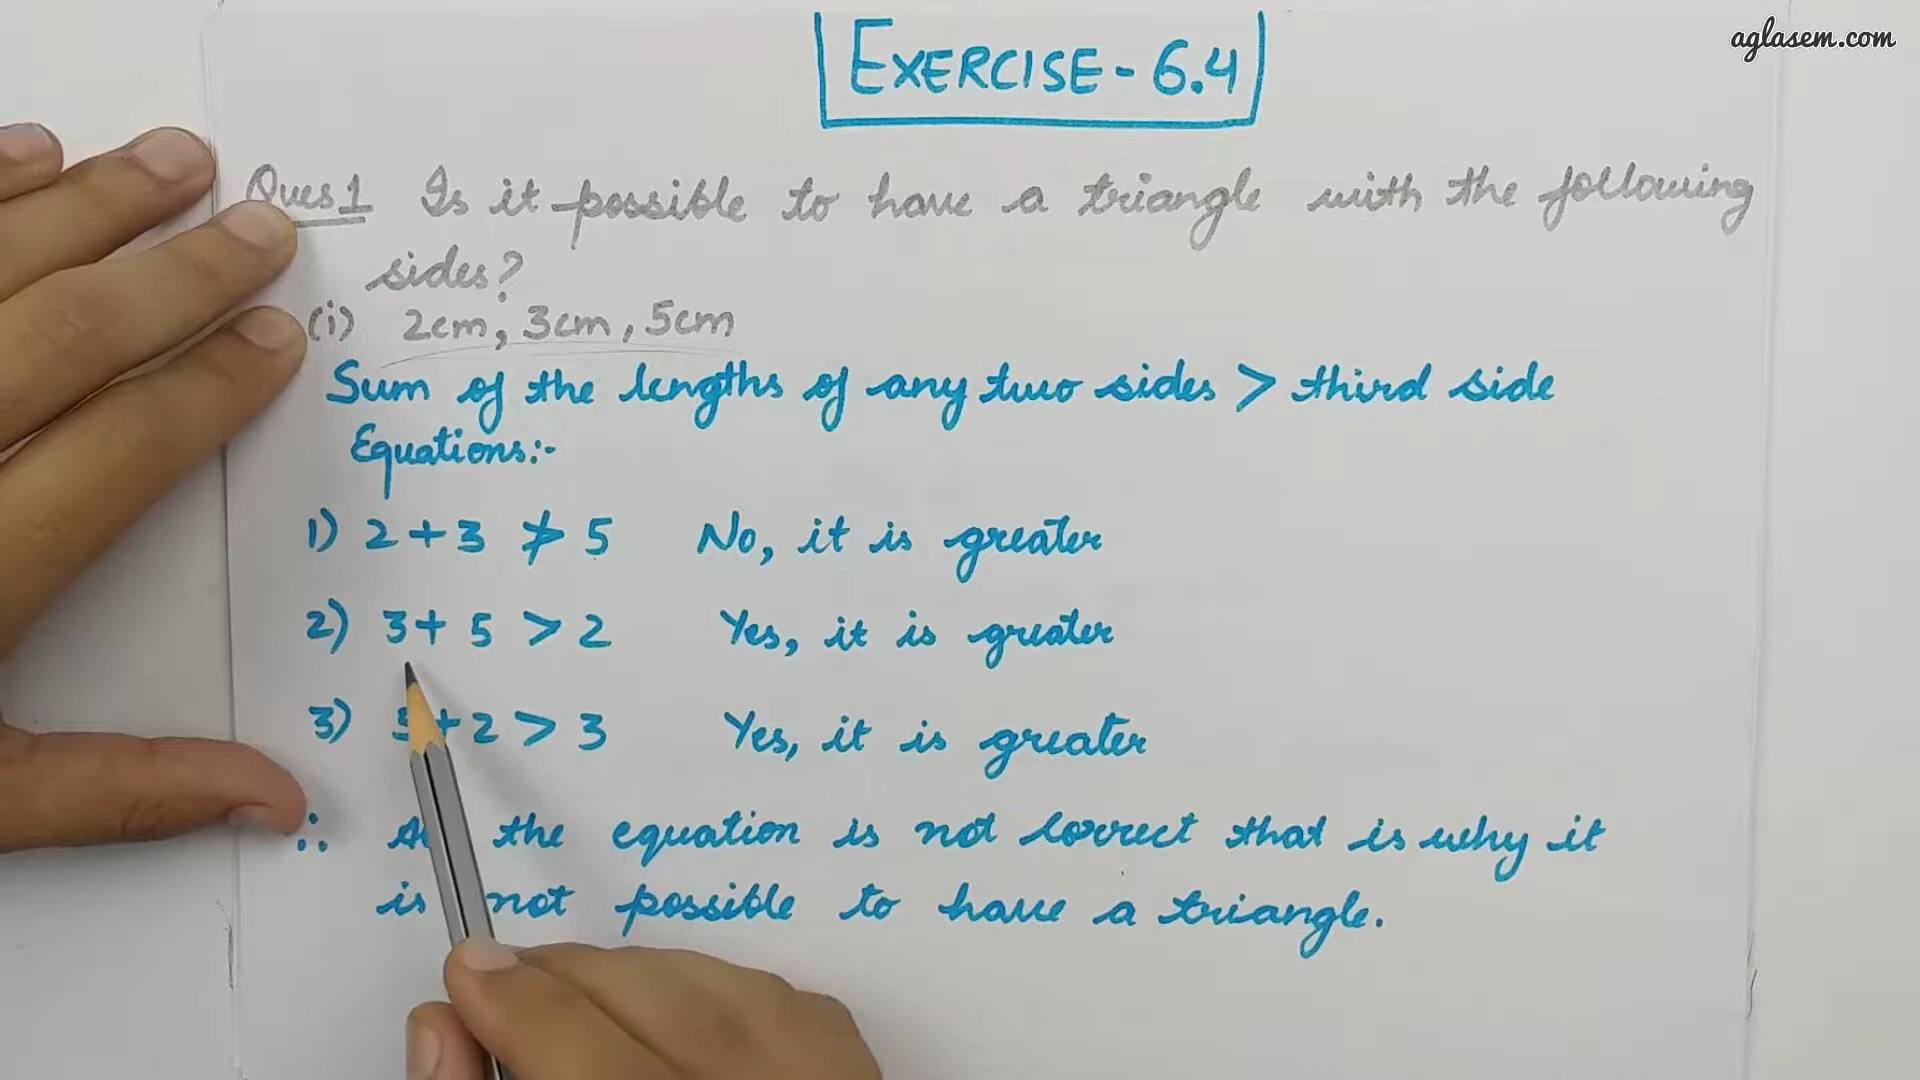 aglasem.com
EXERCISE - 6.4
Ques 1 Is it possible to have a triangle with the following
sides?
(i) 2cm, 3cm, 5cm
Sum of the lengths of any two sides > third side
Equations:-
1) 2 + 3 ≯ 5 No, it is greater
2) 3 + 5 > 2 Yes, it is greater
3) 5 + 2 > 3 Yes, it is greater
∴ the equation is not correct that is why it
is not possible to have a triangle.